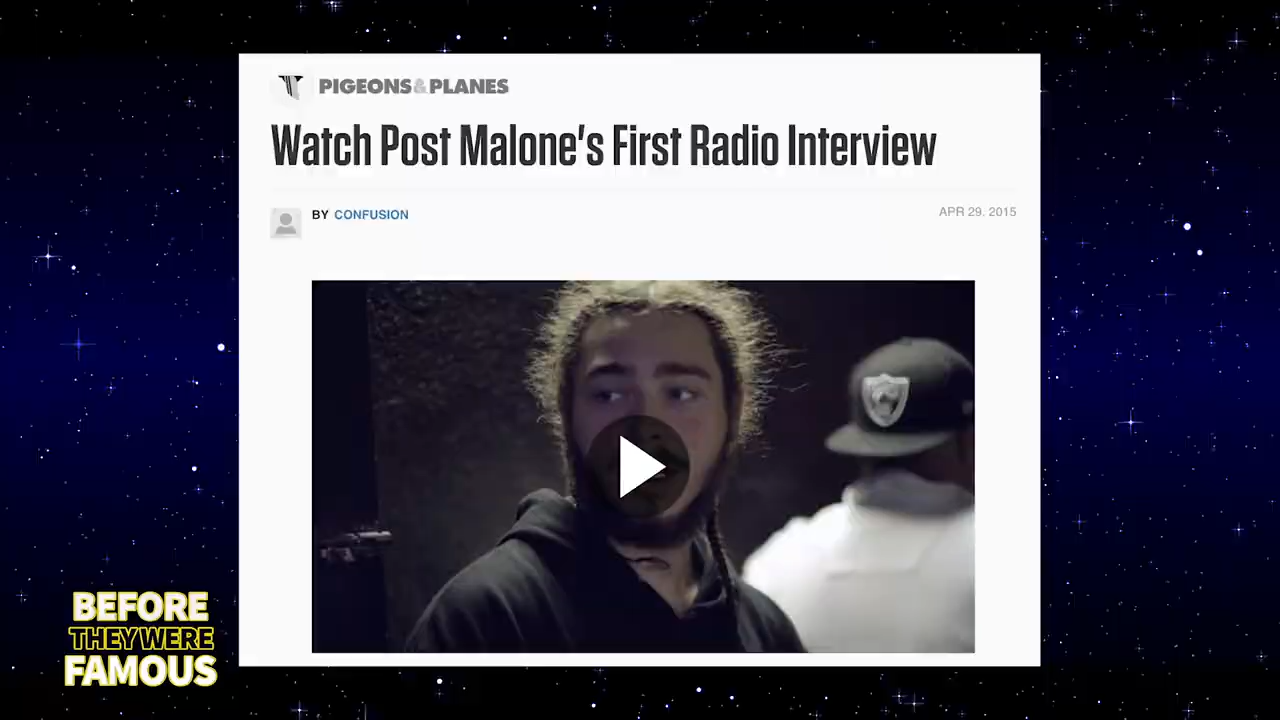 PIGEONS&PLANES
Watch Post Malone's First Radio Interview
BY CONFUSION
APR 29. 2015
BEFORE
THEY WERE
FAMOUS